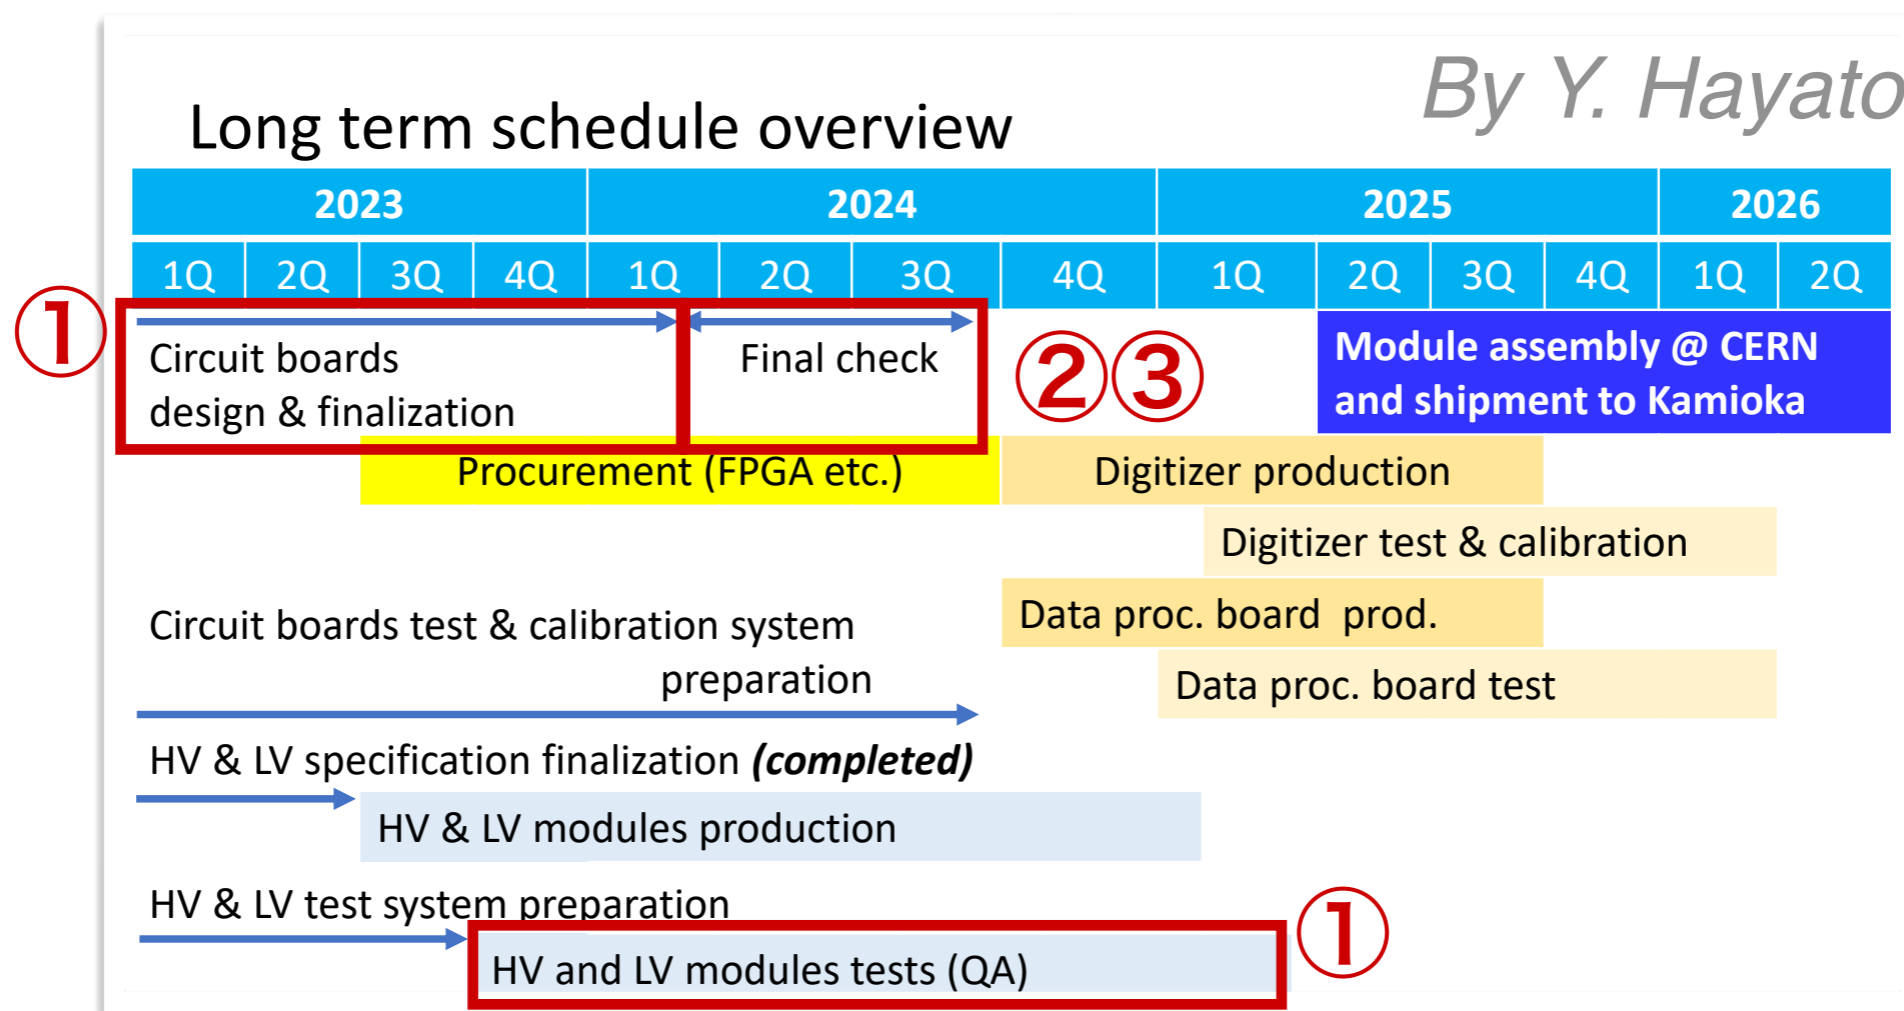 By Y. Hayato
Long term schedule overview
2023 2024 2025 2026
1Q 2Q 3Q 4Q 1Q 2Q 3Q 4Q 1Q 2Q 3Q 4Q 1Q 2Q
①
Circuit boards
design & finalization
Final check
②③
Module assembly @ CERN
and shipment to Kamioka
Procurement (FPGA etc.)
Digitizer production
Digitizer test & calibration
Circuit boards test & calibration system
preparation
Data proc. board prod.
Data proc. board test
HV & LV specification finalization (completed)
HV & LV modules production
HV & LV test system preparation
HV and LV modules tests (QA)
①